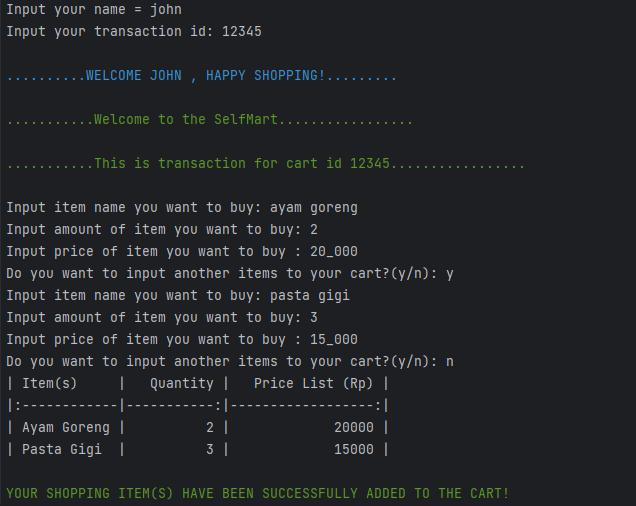 Input your name = john
Input your transaction id: 12345
..........WELCOME JOHN , HAPPY SHOPPING!.........
...........Welcome to the SelfMart.................
...........This is transaction for cart id 12345.................
Input item name you want to buy: ayam goreng
Input amount of item you want to buy: 2
Input price of item you want to buy : 20_000
Do you want to input another items to your cart?(y/n): y
Input item name you want to buy: pasta gigi
Input amount of item you want to buy: 3
Input price of item you want to buy : 15_000
Do you want to input another items to your cart?(y/n): n
| Item(s)     |   Quantity |   Price List (Rp) |
|:------------|-----------:|------------------:|
| Ayam Goreng |          2 |             20000 |
| Pasta Gigi  |          3 |             15000 |
YOUR SHOPPING ITEM(S) HAVE BEEN SUCCESSFULLY ADDED TO THE CART!